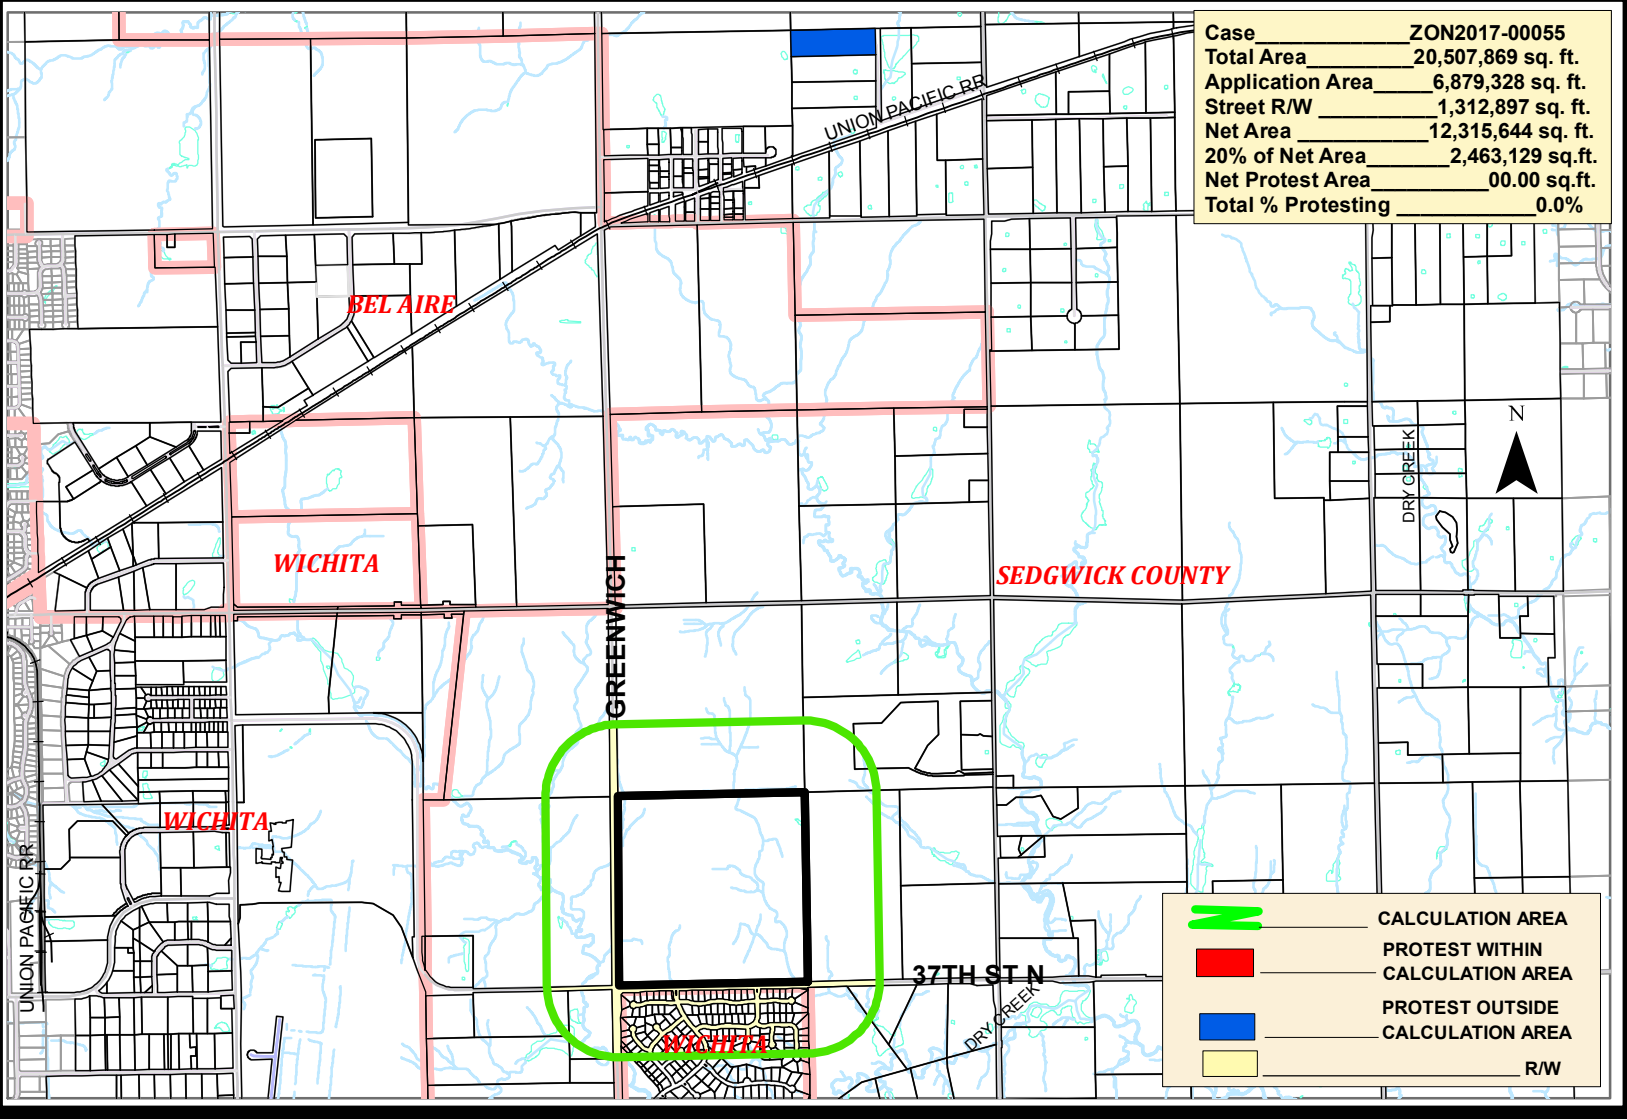 Case_____________ZON2017-00055
Total Area_________20,507,869 sq. ft.
Application Area_____6,879,328 sq. ft.
Street R/W __________1,312,897 sq. ft.
Net Area ___________12,315,644 sq. ft.
20% of Net Area_______2,463,129 sq.ft.
Net Protest Area__________00.00 sq.ft.
Total % Protesting ____________0.0%
UNION PACIFIC RR
BEL AIRE
N
DRY CREEK
WICHITA
SEDGWICK COUNTY
GREENWICH
WICHITA
UNION PACIFIC RR
37TH ST N
DRY CREEK
WICHITA
CALCULATION AREA
PROTEST WITHIN
CALCULATION AREA
PROTEST OUTSIDE
CALCULATION AREA
R/W